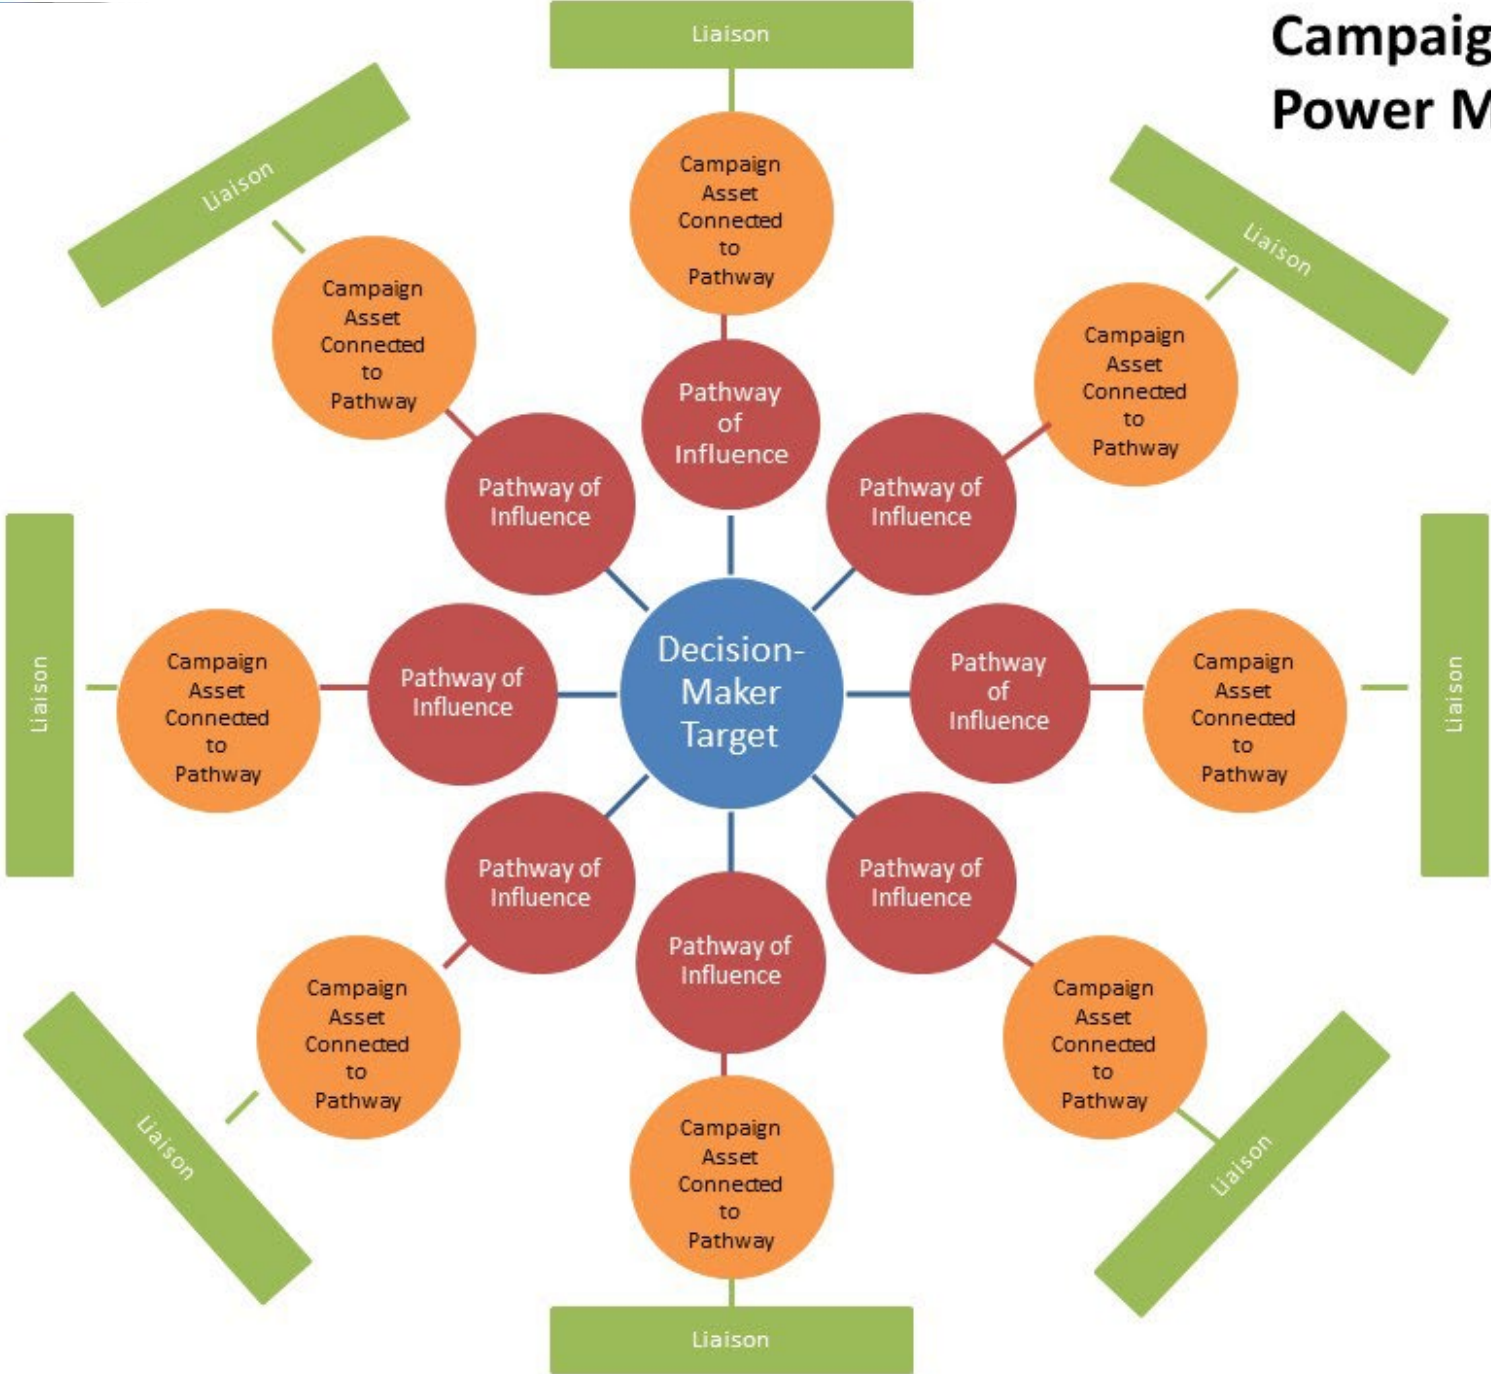 Liaison
Campaig
Power M
Liaison
Liaison
Campaign
Asset
Connected
to
Pathway
Campaign
Asset
Connected
to
Pathway
Campaign
Asset
Connected
to
Pathway
Pathway
of
Influence
Pathway of
Influence
Pathway of
Influence
Liaison
Campaign
Asset
Connected
to
Pathway
Pathway of
Influence
Decision-
Maker
Target
Pathway
of
Influence
Campaign
Asset
Connected
to
Pathway
Liaison
Pathway of
Influence
Pathway of
Influence
Pathway of
Influence
Campaign
Asset
Connected
to
Pathway
Campaign
Asset
Connected
to
Pathway
Liaison
Campaign
Asset
Connected
to
Pathway
Liaison
Liaison